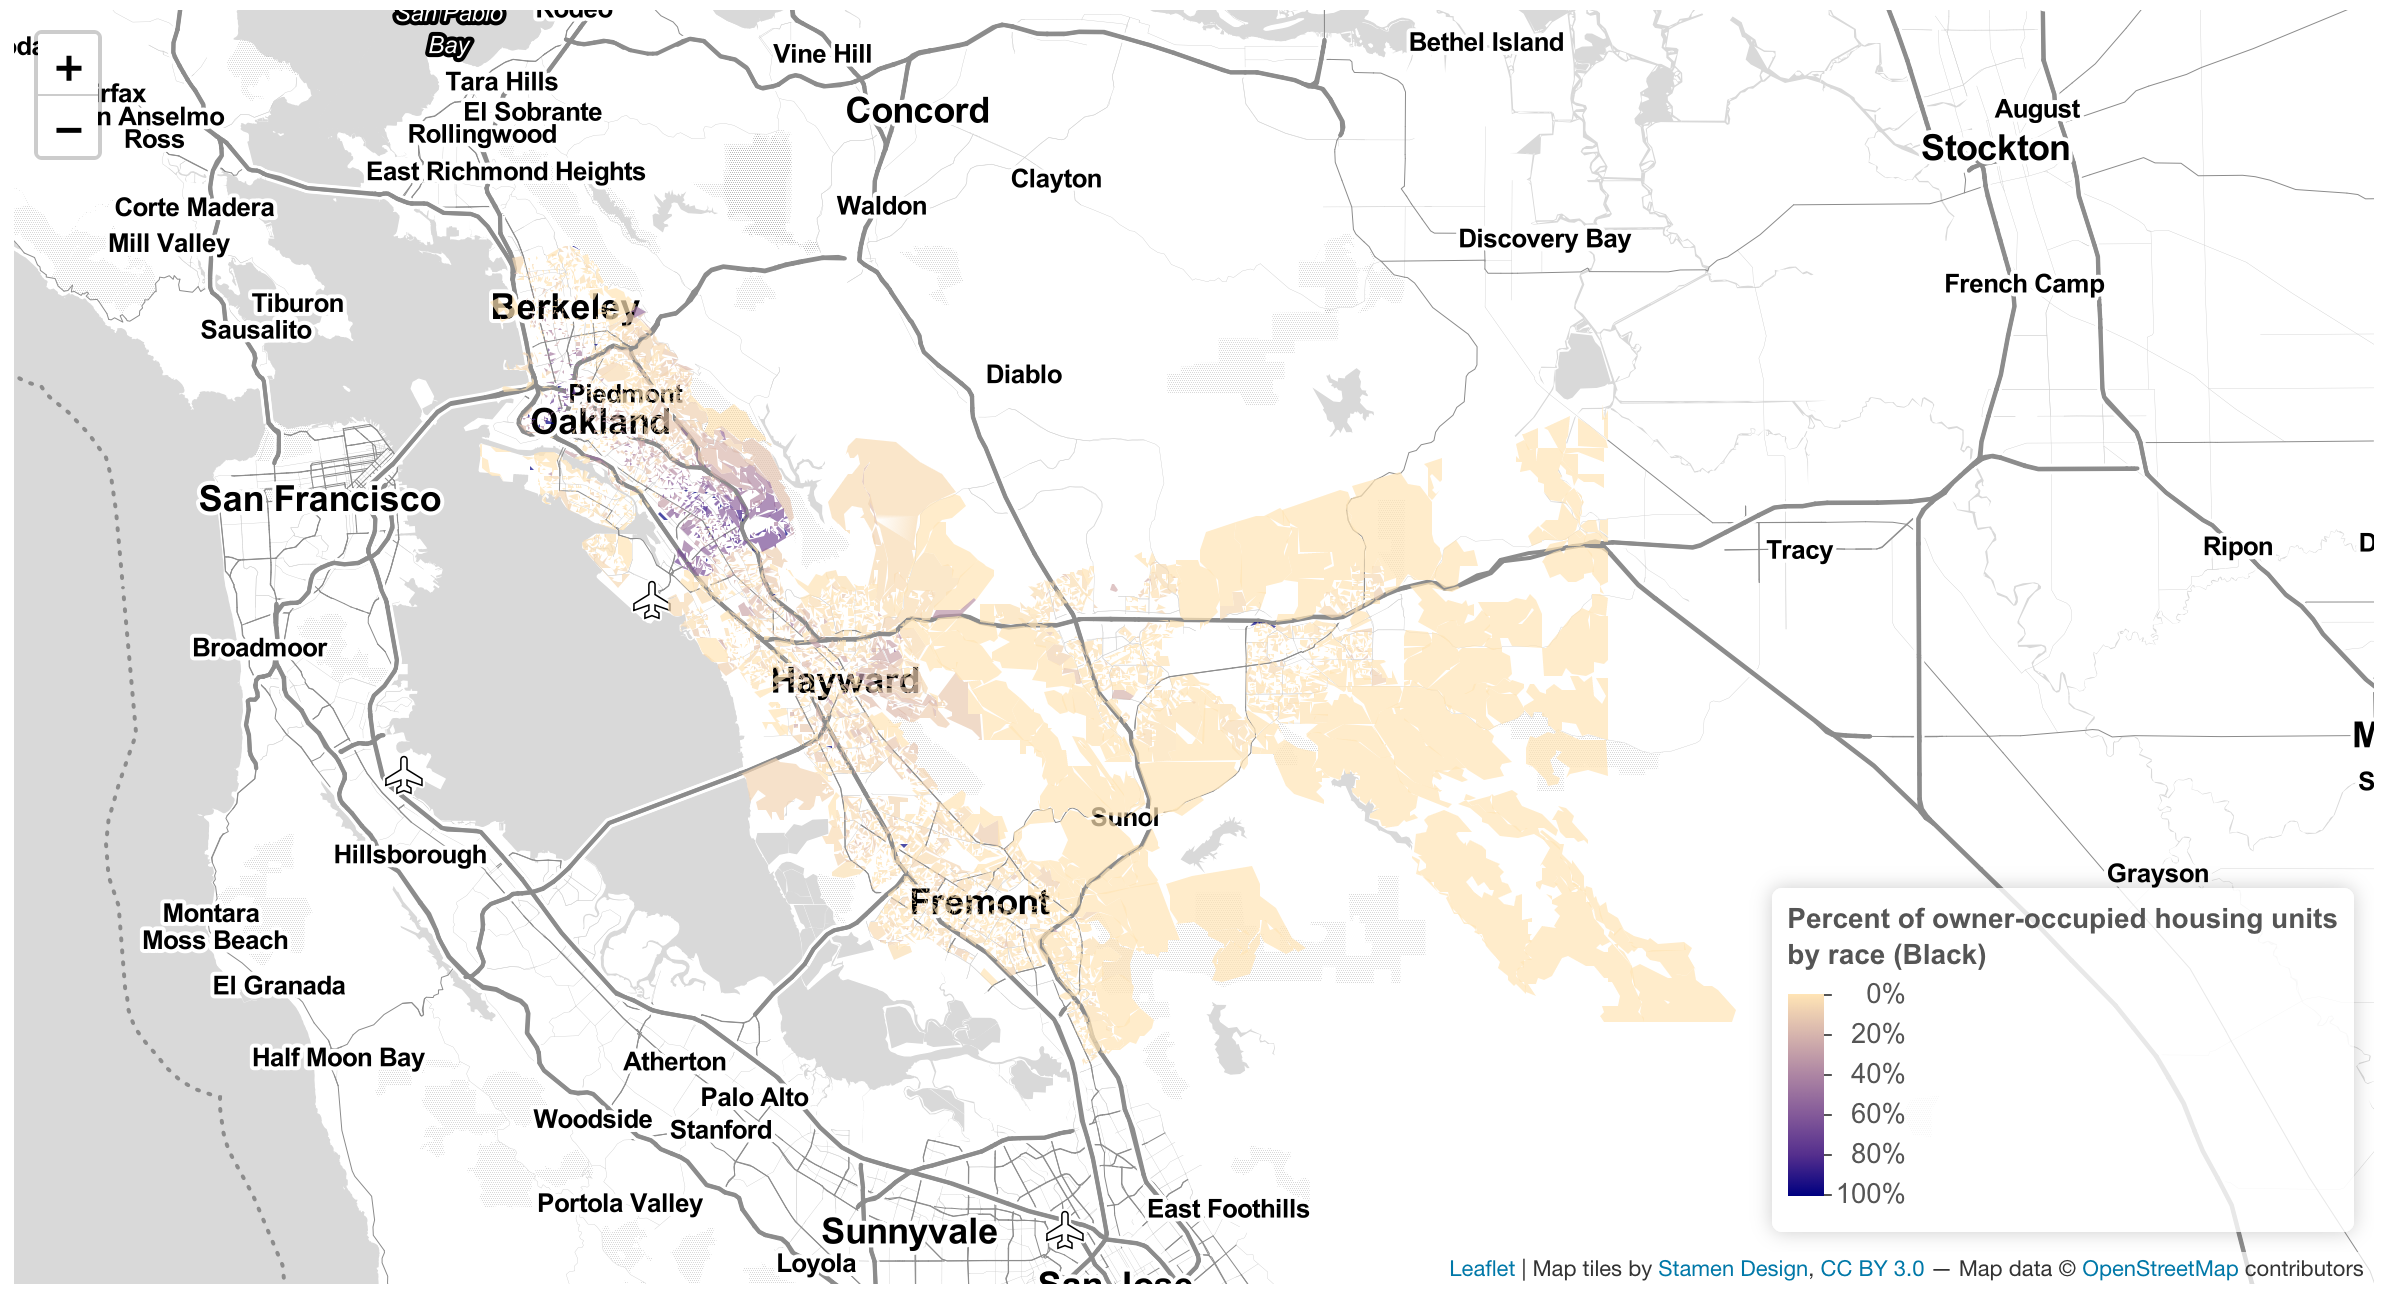 San Pablo
Bay
Rodeo
+
−
Vine Hill
Bethel Island
Tara Hills
El Sobrante
Rollingwood
Concord
August
Stockton
rfax
n Anselmo
Ross
East Richmond Heights
Clayton
Waldon
Corte Madera
Mill Valley
Discovery Bay
French Camp
Tiburon
Sausalito
Berkeley
Diablo
Piedmont
Oakland
San Francisco
Tracy
Ripon
D
Broadmoor
Hayward
M
S
Sunol
Hillsborough
Grayson
Fremont
Montara
Moss Beach
El Granada
Half Moon Bay
Atherton
Palo Alto
Woodside
Stanford
Portola Valley
East Foothills
Sunnyvale
Loyola
San Jose
Percent of owner-occupied housing units
by race (Black)
0%
20%
40%
60%
80%
100%
Leaflet | Map tiles by Stamen Design, CC BY 3.0 — Map data © OpenStreetMap contributors